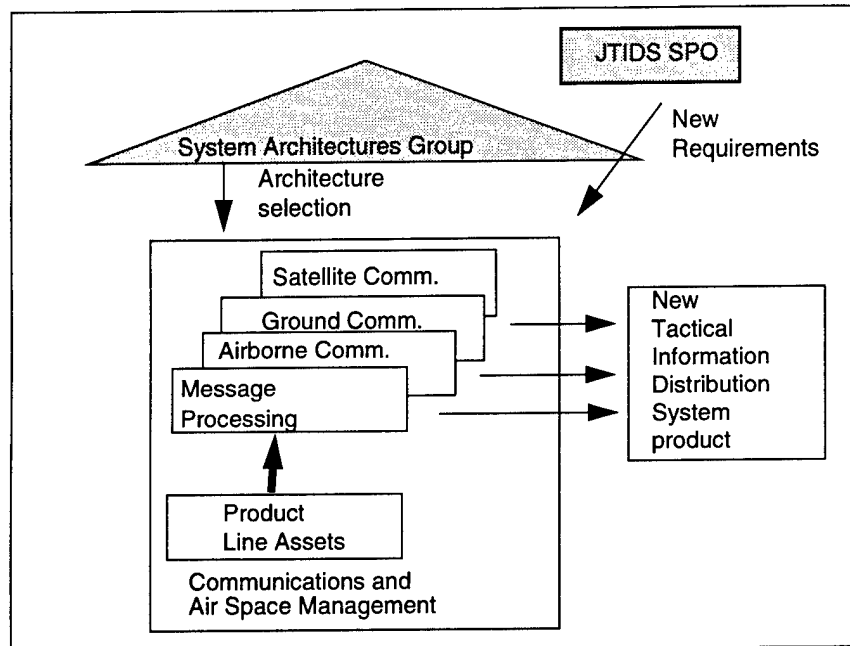 JTIDS SPO
System Architectures Group
New
Requirements
Architecture
selection
Satellite Comm.
Ground Comm.
Airborne Comm.
Message
Processing
New
Tactical
Information
Distribution
System
product
Product
Line Assets
Communications and
Air Space Management